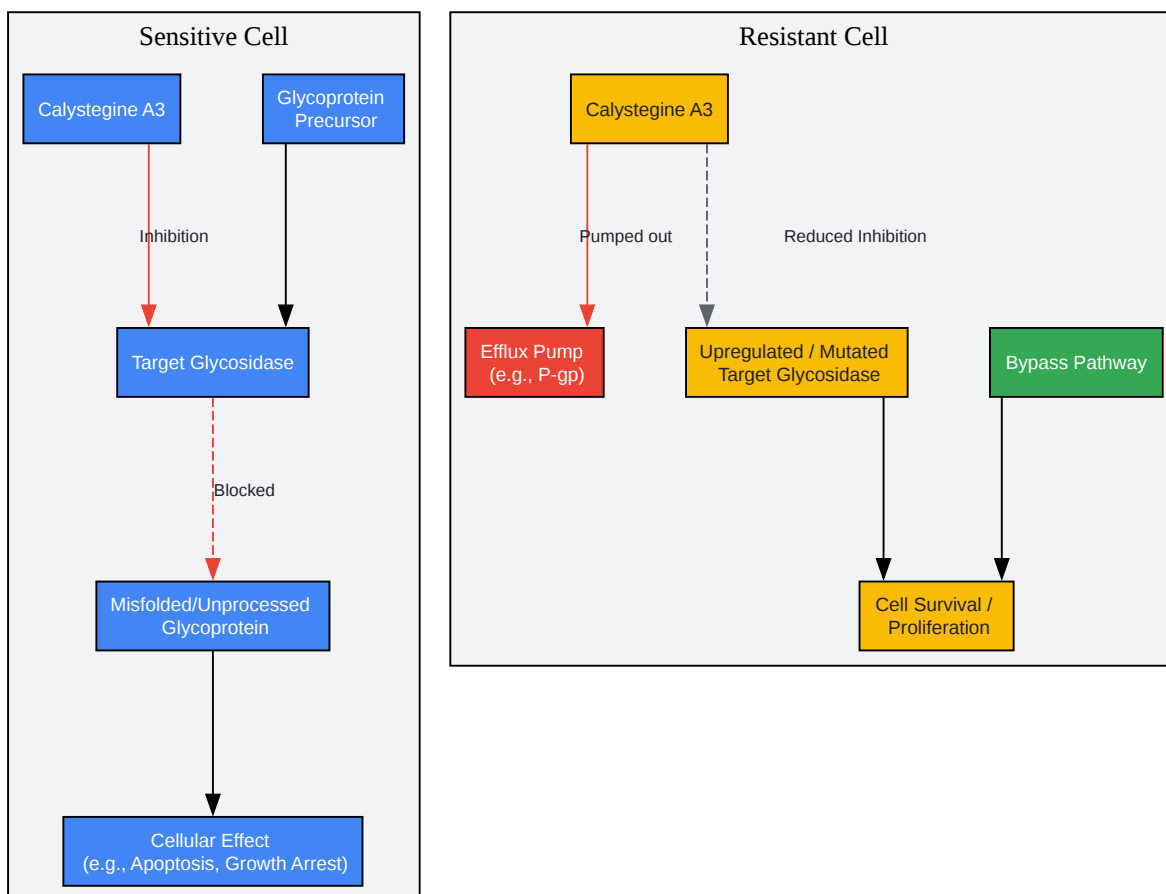 Sensitive Cell
Calystegine A3
Glycoprotein
Precursor
Inhibition
Target Glycosidase
Blocked
Misfolded/Unprocessed
Glycoprotein
Cellular Effect
(e.g., Apoptosis, Growth Arrest)
Resistant Cell
Calystegine A3
Pumped out
Reduced Inhibition
Efflux Pump
(e.g., P-gp)
Upregulated / Mutated
Target Glycosidase
Bypass Pathway
Cell Survival /
Proliferation